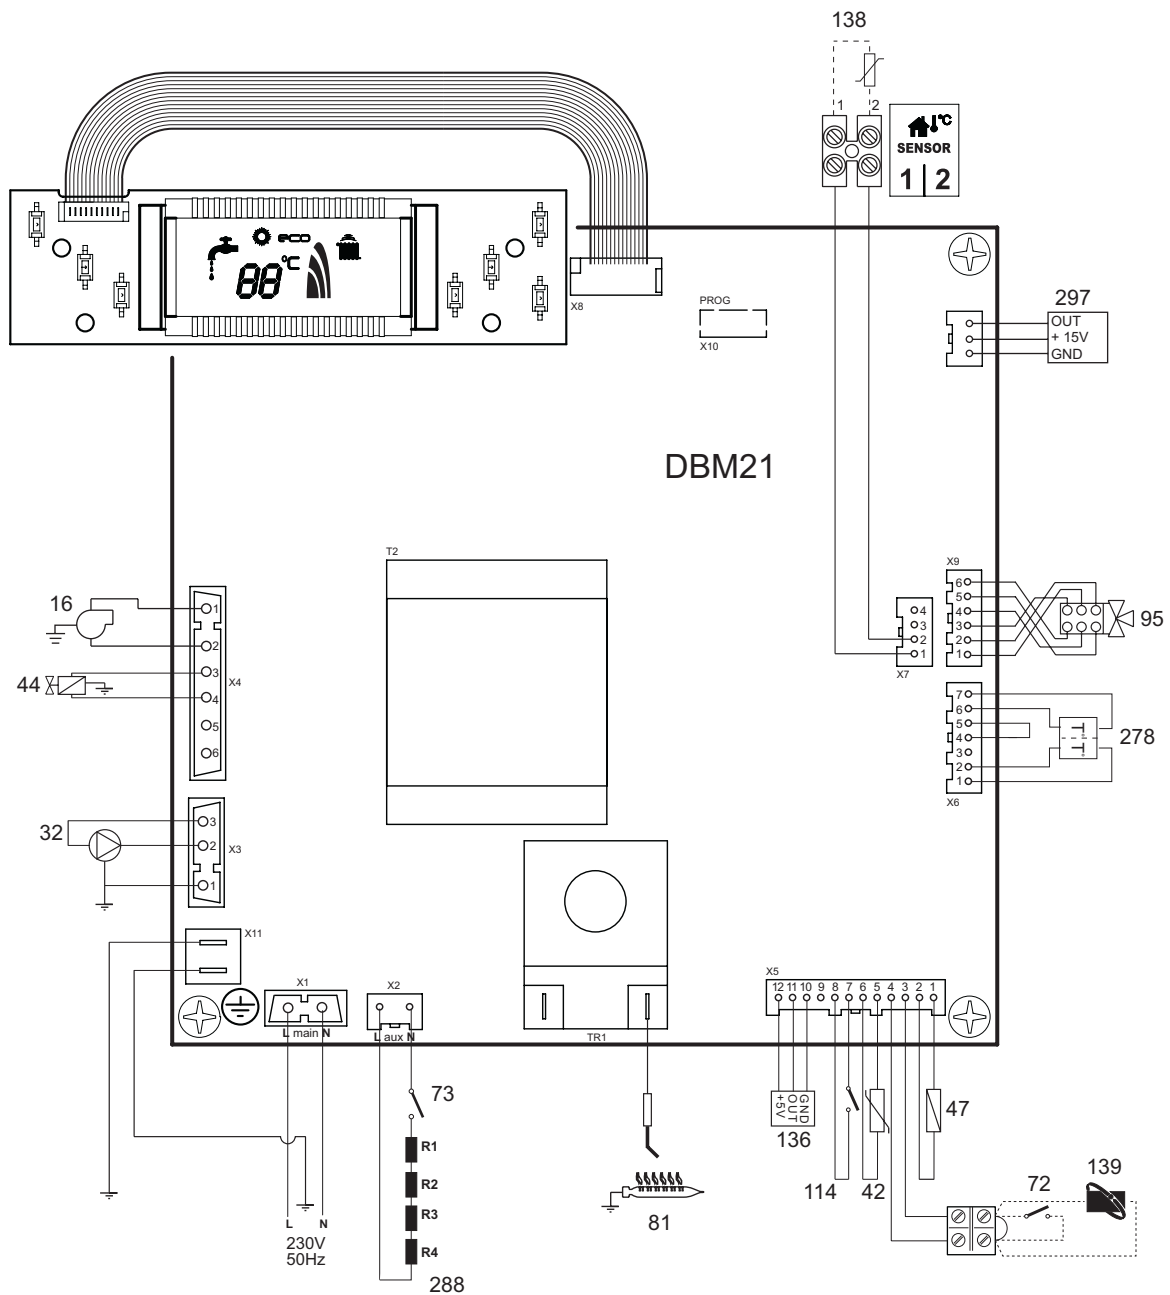 138
1 2
°C
SENSOR
1 2
eco
88 °C
X8
PROG
X10
297
OUT
+ 15V
GND
DBM21
T2
X9
6
5
4
3
2
1
95
4
3
2
1
X7
16
1
2
3
4
5
6
X4
44
7
6
5
4
3
2
1
X6
278
32
3
2
1
X3
X11
X1
L main N
X2
L aux N
TR1
X5
12 11 10 9 8 7 6 5 4 3 2 1
73
R1
R2
R3
R4
288
+5V
OUT
GND
136
114
42
47
72
139
81
L N
230V
50Hz